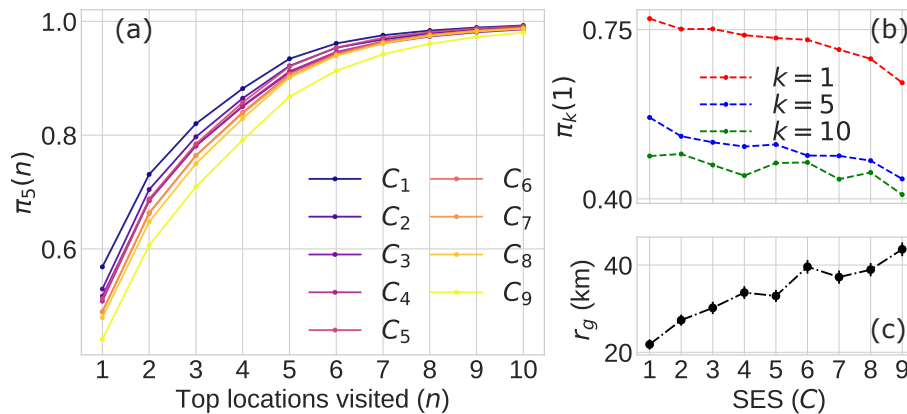 (a)
1.0
0.8
0.6
π₅(n)
C₁
C₂
C₃
C₄
C₅
C₆
C₇
C₈
C₉
1 2 3 4 5 6 7 8 9 10
Top locations visited (n)
(b)
0.75
0.40
πₖ(1)
k = 1
k = 5
k = 10
(c)
40
20
r_g (km)
1 2 3 4 5 6 7 8 9
SES (C)